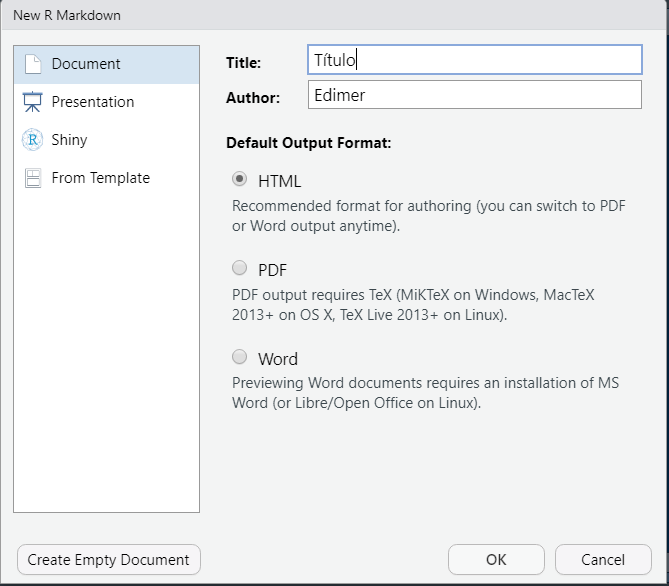 New R Markdown
Document
Presentation
Shiny
From Template
Title:
Título
Author:
Edimer
Default Output Format:
HTML
Recommended format for authoring (you can switch to PDF
or Word output anytime).
PDF
PDF output requires TeX (MiKTeX on Windows, MacTeX
2013+ on OS X, TeX Live 2013+ on Linux).
Word
Previewing Word documents requires an installation of MS
Word (or Libre/Open Office on Linux).
Create Empty Document
OK
Cancel